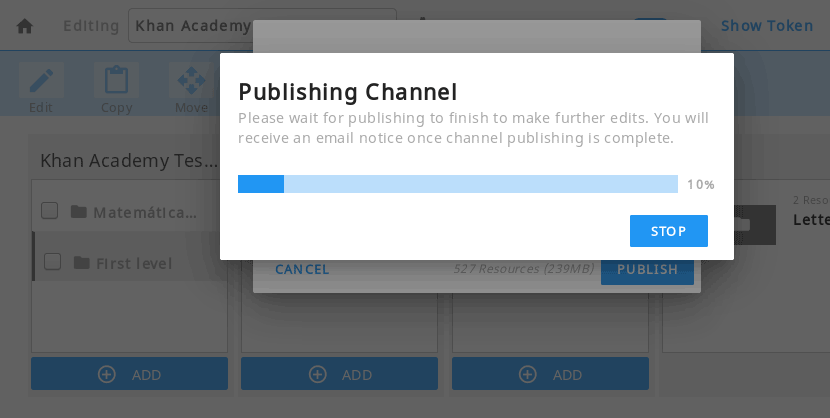 Editing
Khan Academy
Show Token
Edit
Copy
Move
Publishing Channel
Please wait for publishing to finish to make further edits. You will
receive an email notice once channel publishing is complete.
10%
STOP
Khan Academy Tes...
Matemática...
First level
2 Reso
Lette
CANCEL
527 Resources (239MB)
PUBLISH
ADD
ADD
ADD